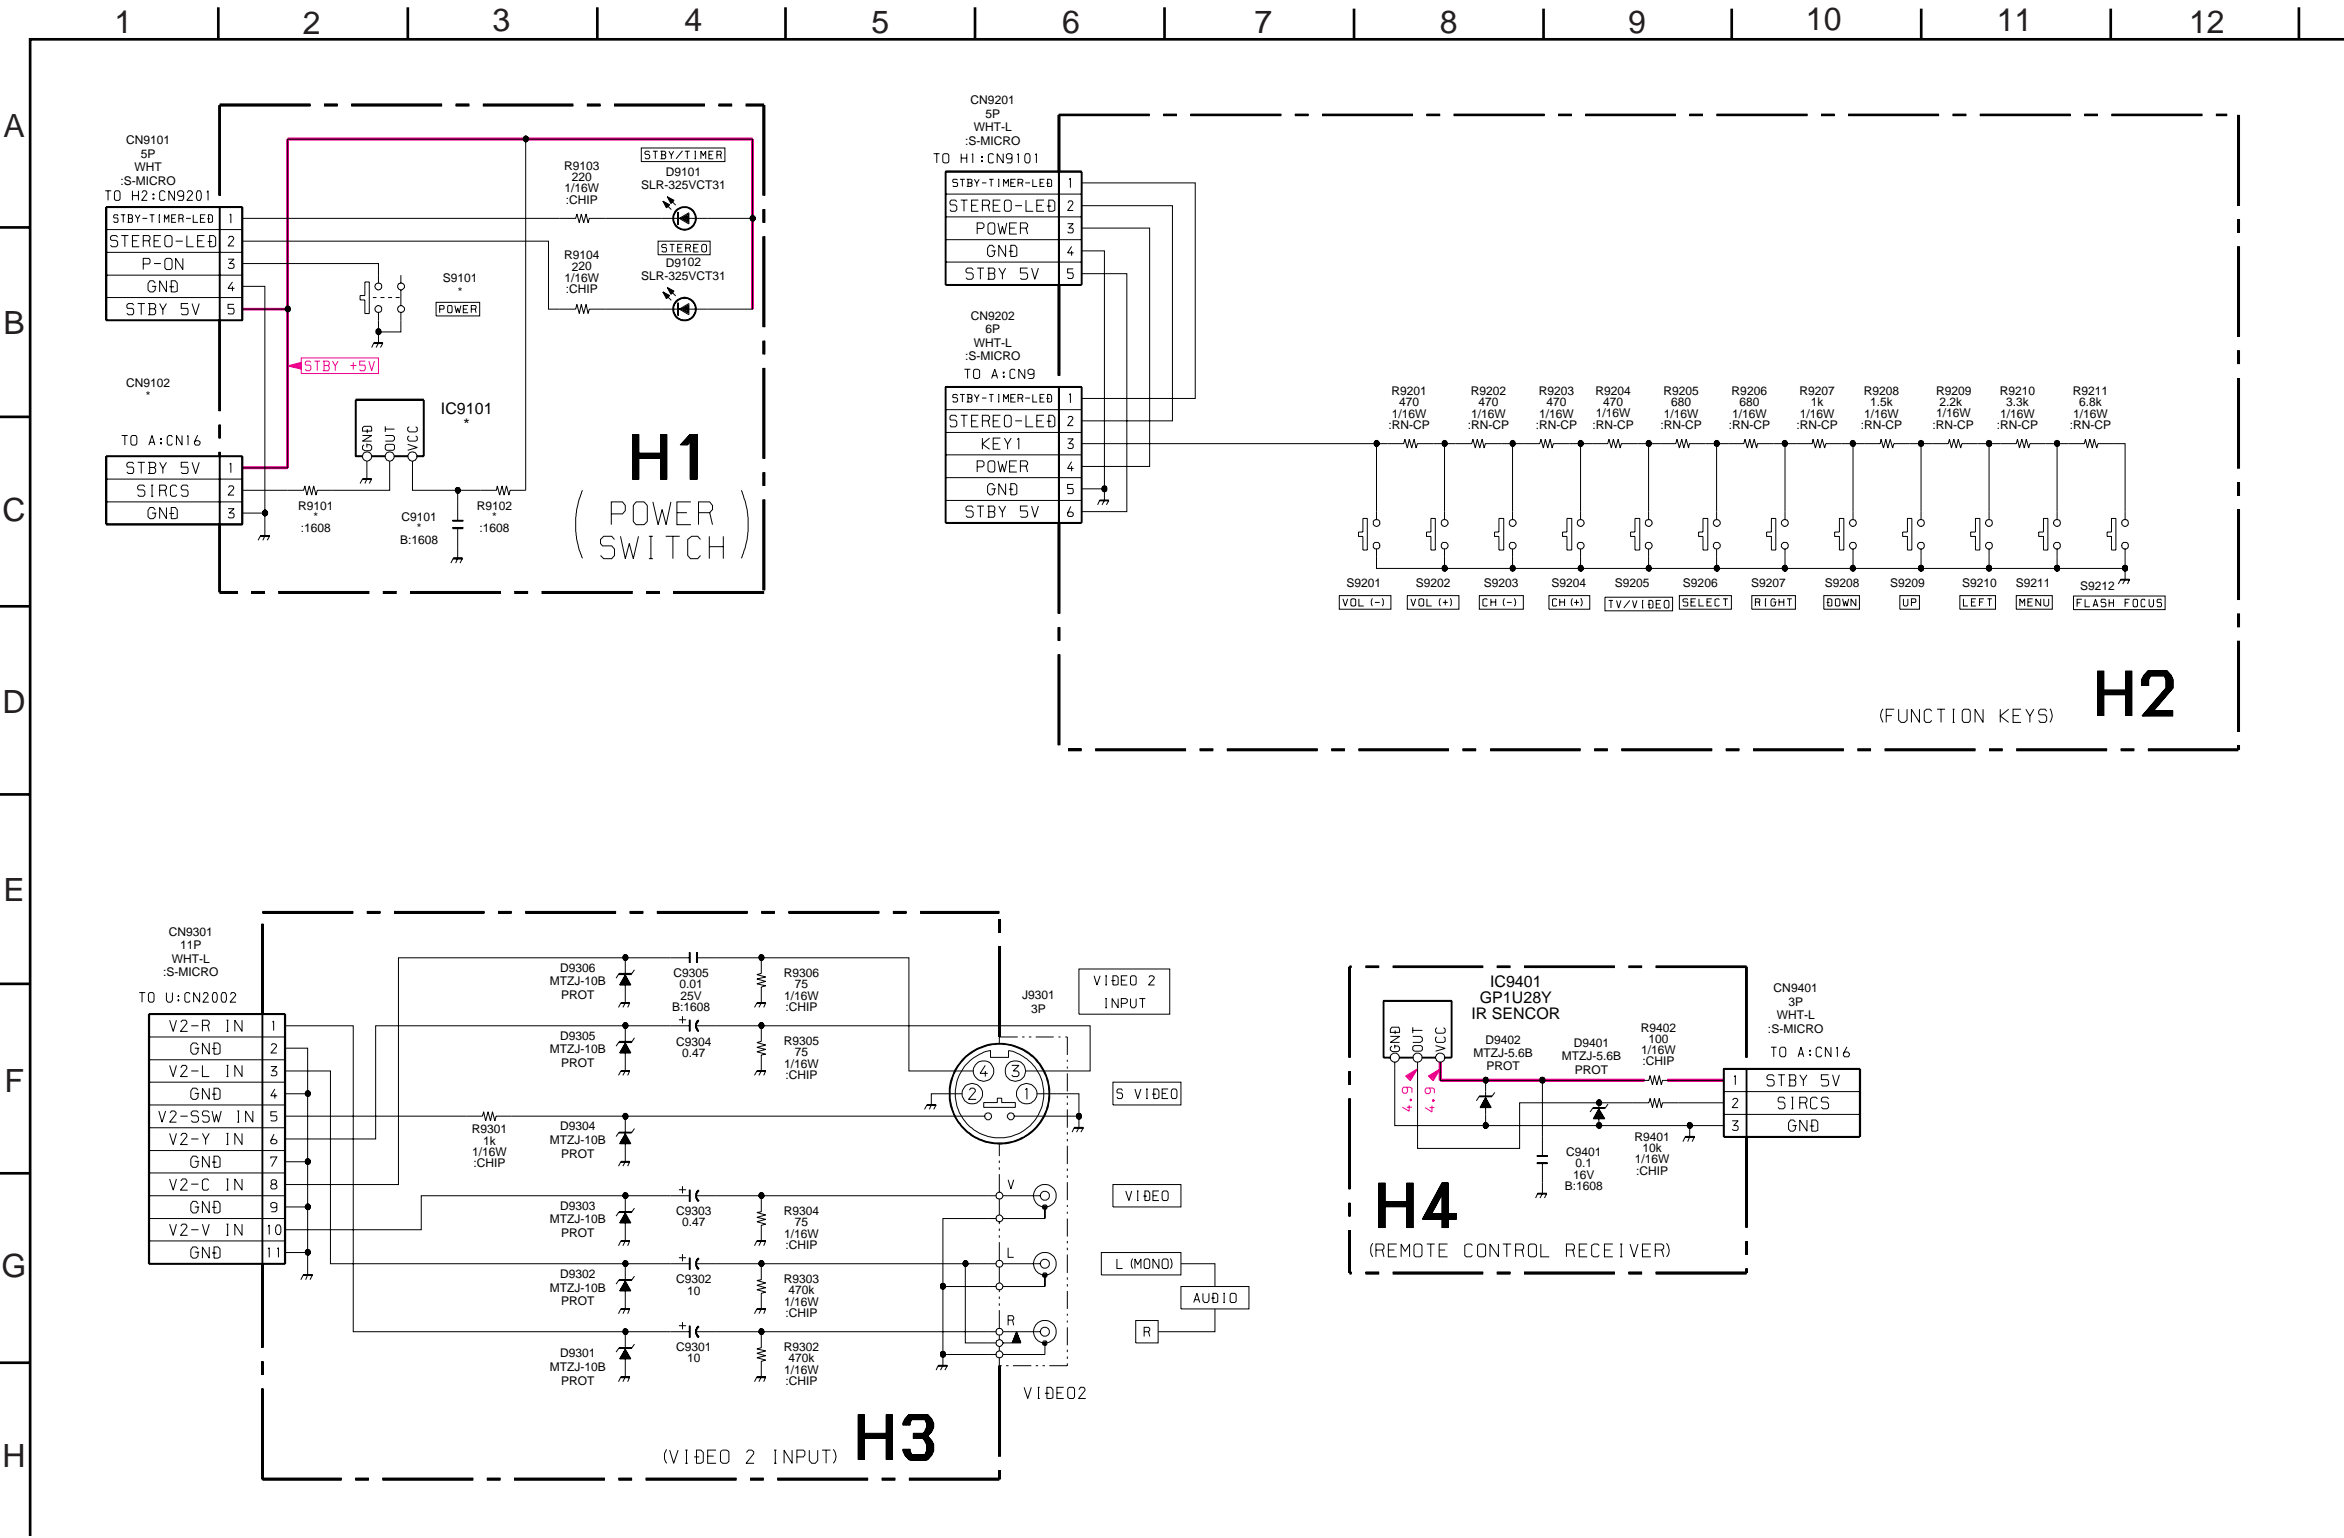 1 2 3 4 5 6 7 8 9 10 11 12
A
B
C
D
E
F
G
H
CN9101
5P
WHT
:S-MICRO
TO H2:CN9201
STBY-TIMER-LED 1
STEREO-LED 2
P-ON 3
GND 4
STBY 5V 5
CN9102
*
TO A:CN16
STBY 5V 1
SIRCS 2
GND 3
R9103
220
1/16W
:CHIP
STBY/TIMER
D9101
SLR-325VCT31
R9104
220
1/16W
:CHIP
STEREO
D9102
SLR-325VCT31
S9101
*
POWER
STBY +5V
IC9101
*
GND
OUT
VCC
R9101
*
:1608
C9101
*
B:1608
R9102
*
:1608
H1
(POWER
SWITCH)
CN9201
5P
WHT-L
:S-MICRO
TO H1:CN9101
STBY-TIMER-LED 1
STEREO-LED 2
POWER 3
GND 4
STBY 5V 5
CN9202
6P
WHT-L
:S-MICRO
TO A:CN9
STBY-TIMER-LED 1
STEREO-LED 2
KEY1 3
POWER 4
GND 5
STBY 5V 6
R9201
470
1/16W
:RN-CP
R9202
470
1/16W
:RN-CP
R9203
470
1/16W
:RN-CP
R9204
470
1/16W
:RN-CP
R9205
680
1/16W
:RN-CP
R9206
680
1/16W
:RN-CP
R9207
1k
1/16W
:RN-CP
R9208
1.5k
1/16W
:RN-CP
R9209
2.2k
1/16W
:RN-CP
R9210
3.3k
1/16W
:RN-CP
R9211
6.8k
1/16W
:RN-CP
S9201
VOL (-)
S9202
VOL (+)
S9203
CH (-)
S9204
CH (+)
S9205
TV/VIDEO
S9206
SELECT
S9207
RIGHT
S9208
DOWN
S9209
UP
S9210
LEFT
S9211
MENU
S9212
FLASH FOCUS
(FUNCTION KEYS)
H2
CN9301
11P
WHT-L
:S-MICRO
TO U:CN2002
V2-R IN 1
GND 2
V2-L IN 3
GND 4
V2-SSW IN 5
V2-Y IN 6
GND 7
V2-C IN 8
GND 9
V2-V IN 10
GND 11
D9306
MTZJ-10B
PROT
C9305
0.01
25V
B:1608
R9306
75
1/16W
:CHIP
D9305
MTZJ-10B
PROT
+
C9304
0.47
R9305
75
1/16W
:CHIP
R9301
1k
1/16W
:CHIP
D9304
MTZJ-10B
PROT
D9303
MTZJ-10B
PROT
+
C9303
0.47
R9304
75
1/16W
:CHIP
D9302
MTZJ-10B
PROT
+
C9302
10
R9303
470k
1/16W
:CHIP
D9301
MTZJ-10B
PROT
+
C9301
10
R9302
470k
1/16W
:CHIP
J9301
3P
4 3
2 1
V
L
R
VIDEO 2
INPUT
S VIDEO
VIDEO
L (MONO)
AUDIO
R
VIDEO2
(VIDEO 2 INPUT)
H3
IC9401
GP1U28Y
IR SENCOR
GND
OUT
VCC
4.9
4.9
D9402
MTZJ-5.6B
PROT
D9401
MTZJ-5.6B
PROT
R9402
100
1/16W
:CHIP
C9401
0.1
16V
B:1608
R9401
10k
1/16W
:CHIP
CN9401
3P
WHT-L
:S-MICRO
TO A:CN16
1 STBY 5V
2 SIRCS
3 GND
H4
(REMOTE CONTROL RECEIVER)